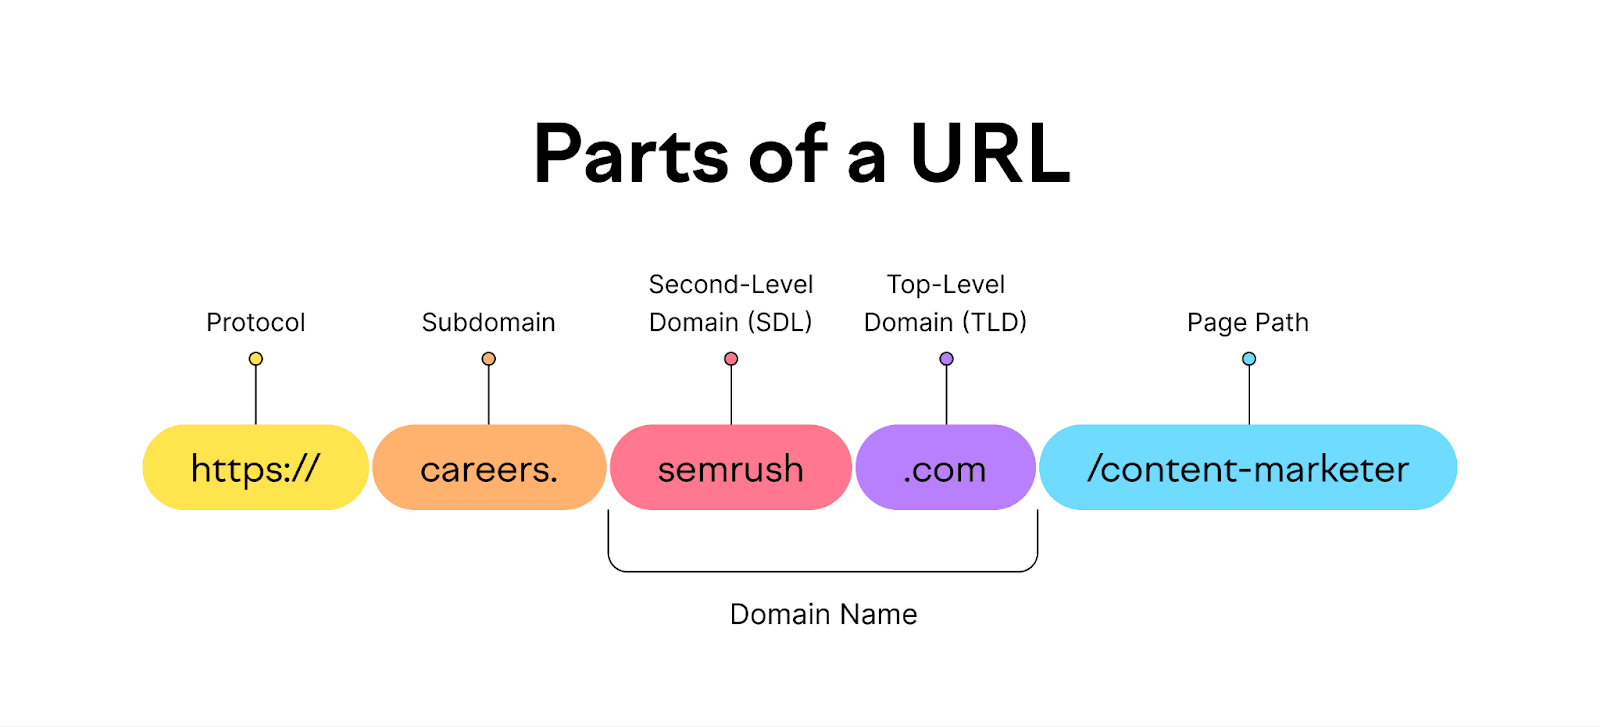 Parts of a URL
Protocol
Subdomain
Second-Level
Domain (SDL)
Top-Level
Domain (TLD)
Page Path
https://
careers.
semrush
.com
/content-marketer
Domain Name